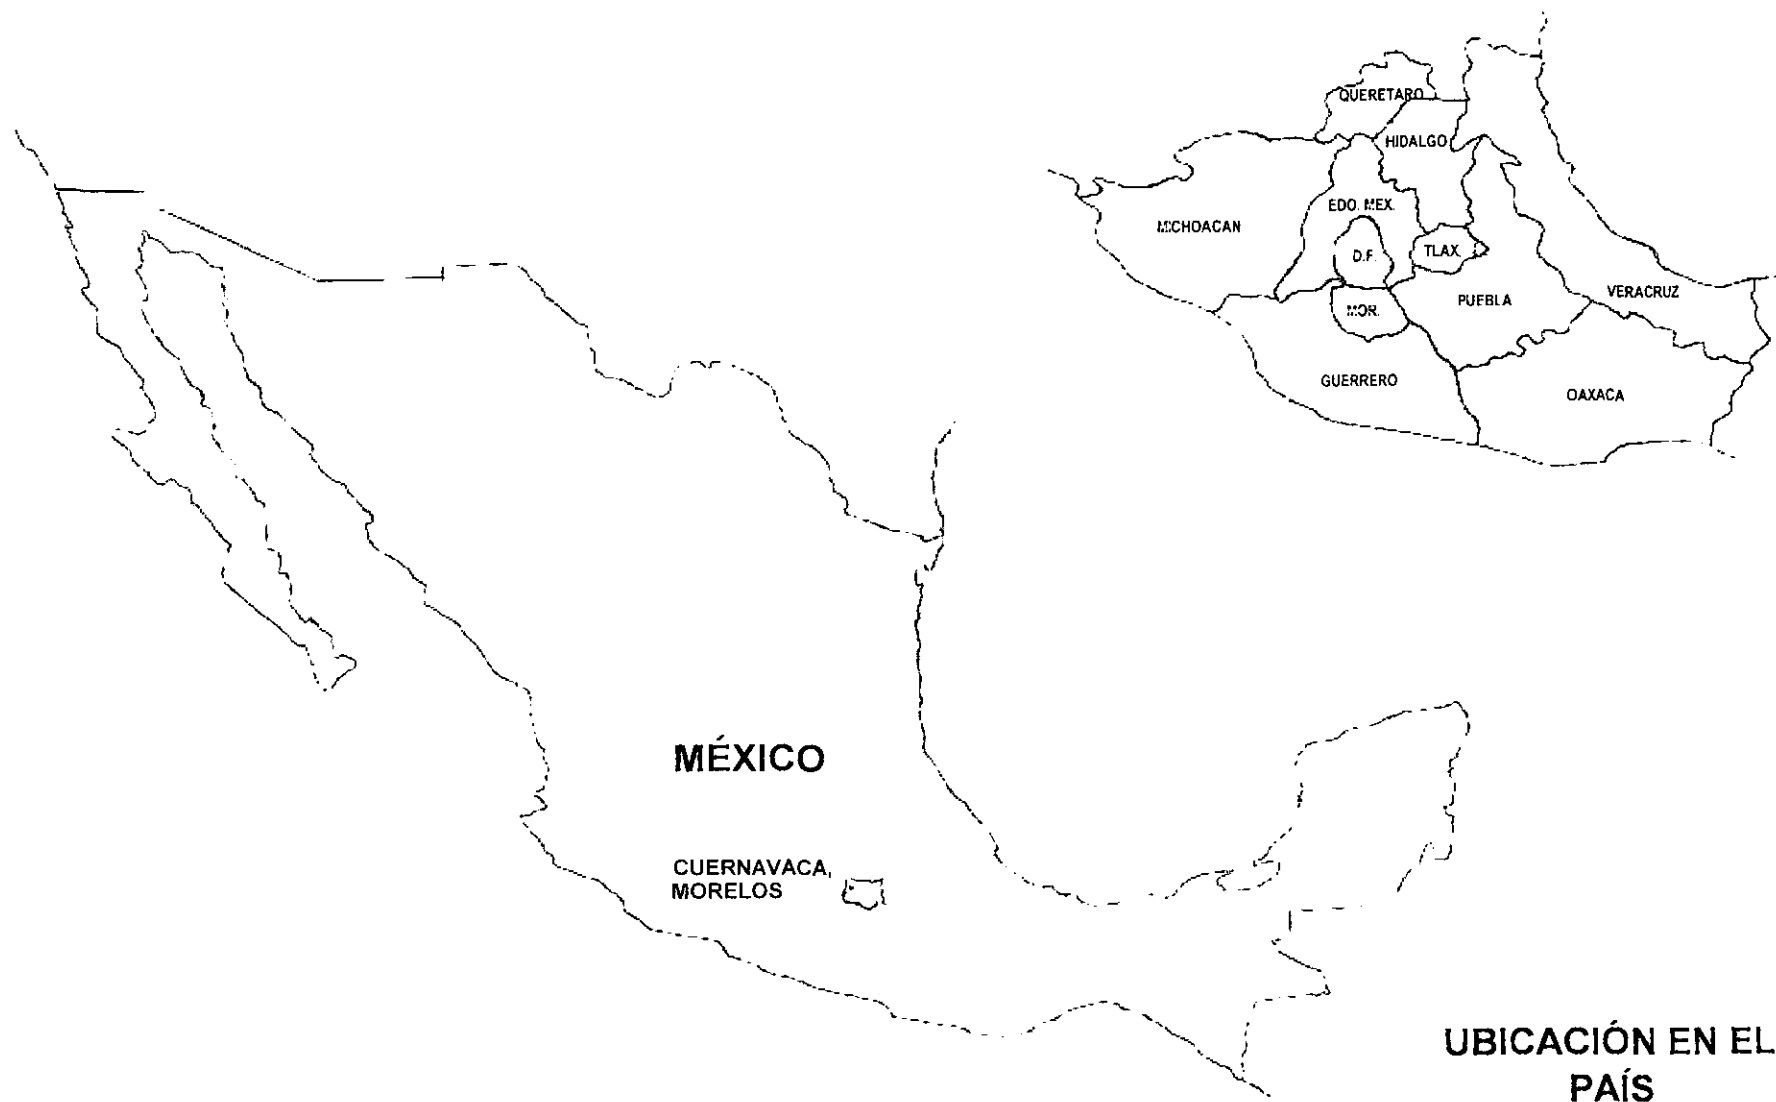 QUERETARO
HIDALGO
MICHOACAN
EDO. MEX.
D.F.
TLAX.
MOR.
PUEBLA
VERACRUZ
GUERRERO
OAXACA
MÉXICO
CUERNAVACA,
MORELOS
UBICACIÓN EN EL
PAÍS